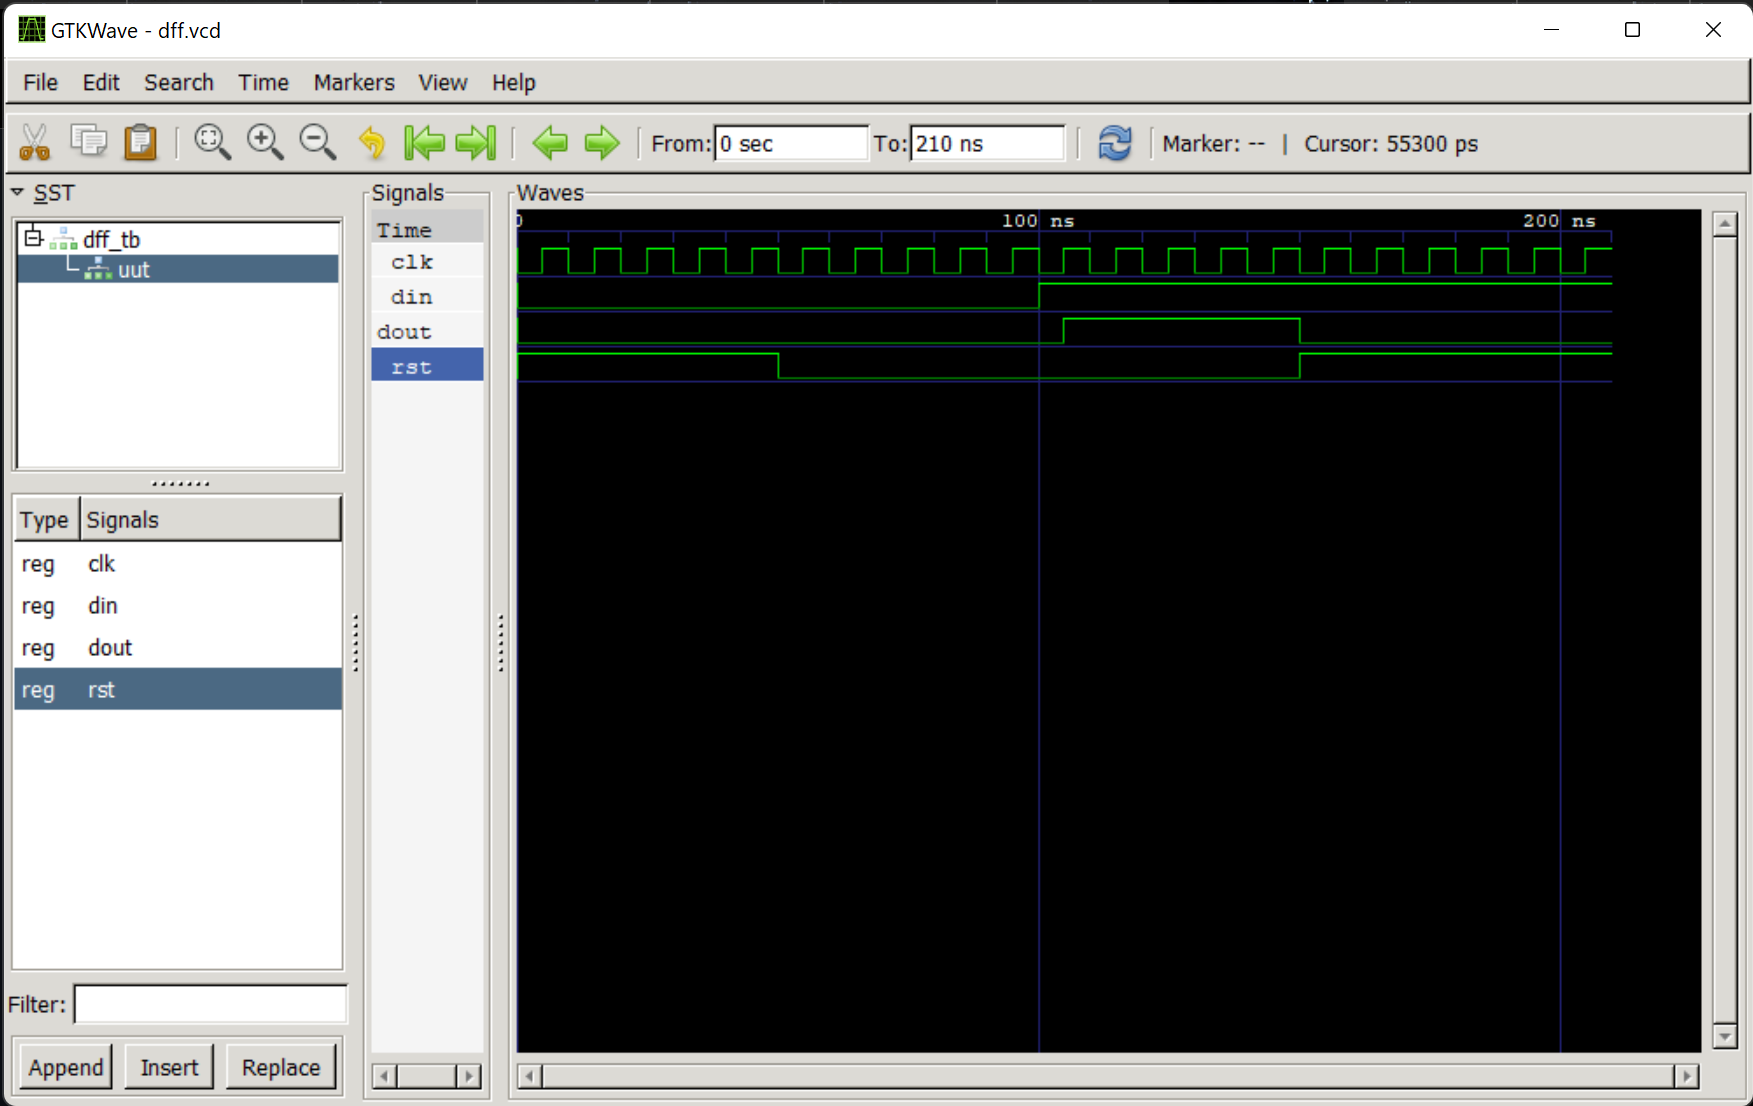 GTKWave - dff.vcd
File Edit Search Time Markers View Help
From: 0 sec To: 210 ns Marker: -- | Cursor: 55300 ps
SST
dff_tb
uut
Type Signals
reg clk
reg din
reg dout
reg rst
Filter:
Append Insert Replace
Signals
Time
clk
din
dout
rst
Waves
0 100 ns 200 ns